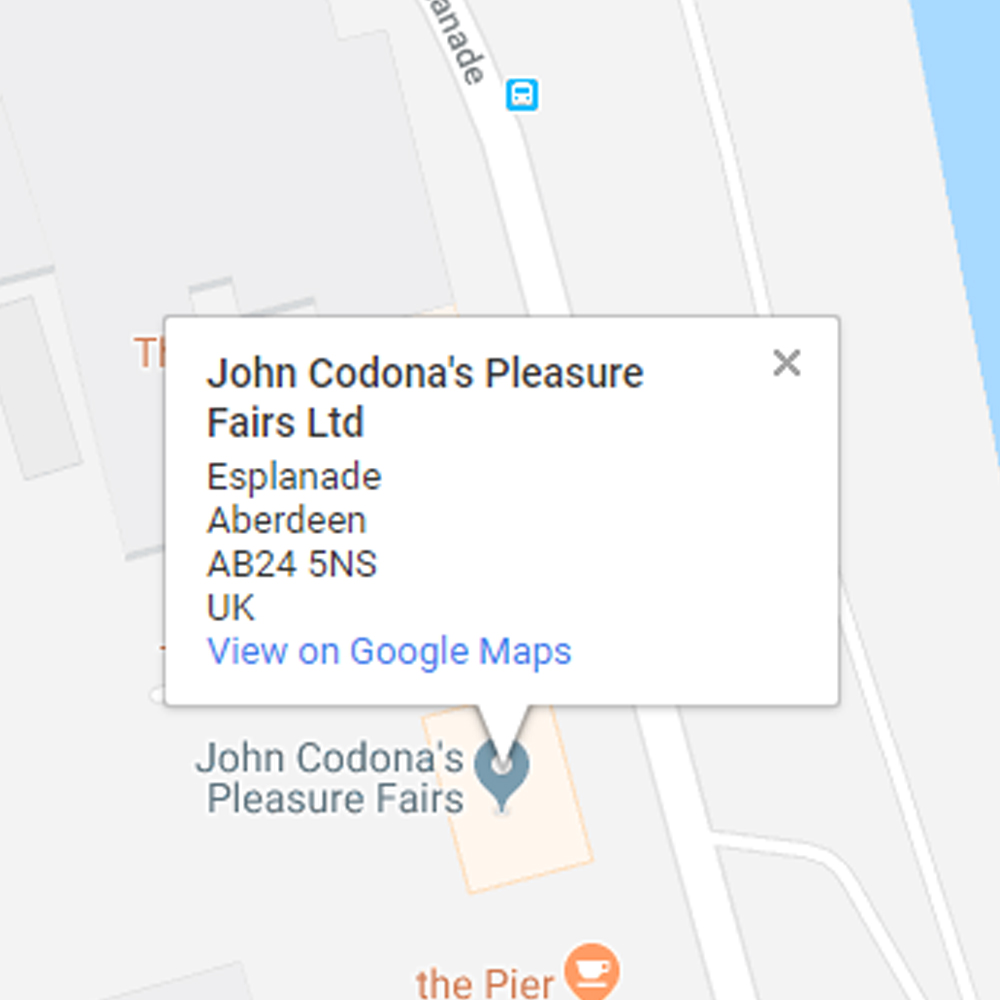 anade
Th
John Codona's Pleasure
Fairs Ltd
Esplanade
Aberdeen
AB24 5NS
UK
View on Google Maps
John Codona's
Pleasure Fairs
the Pier